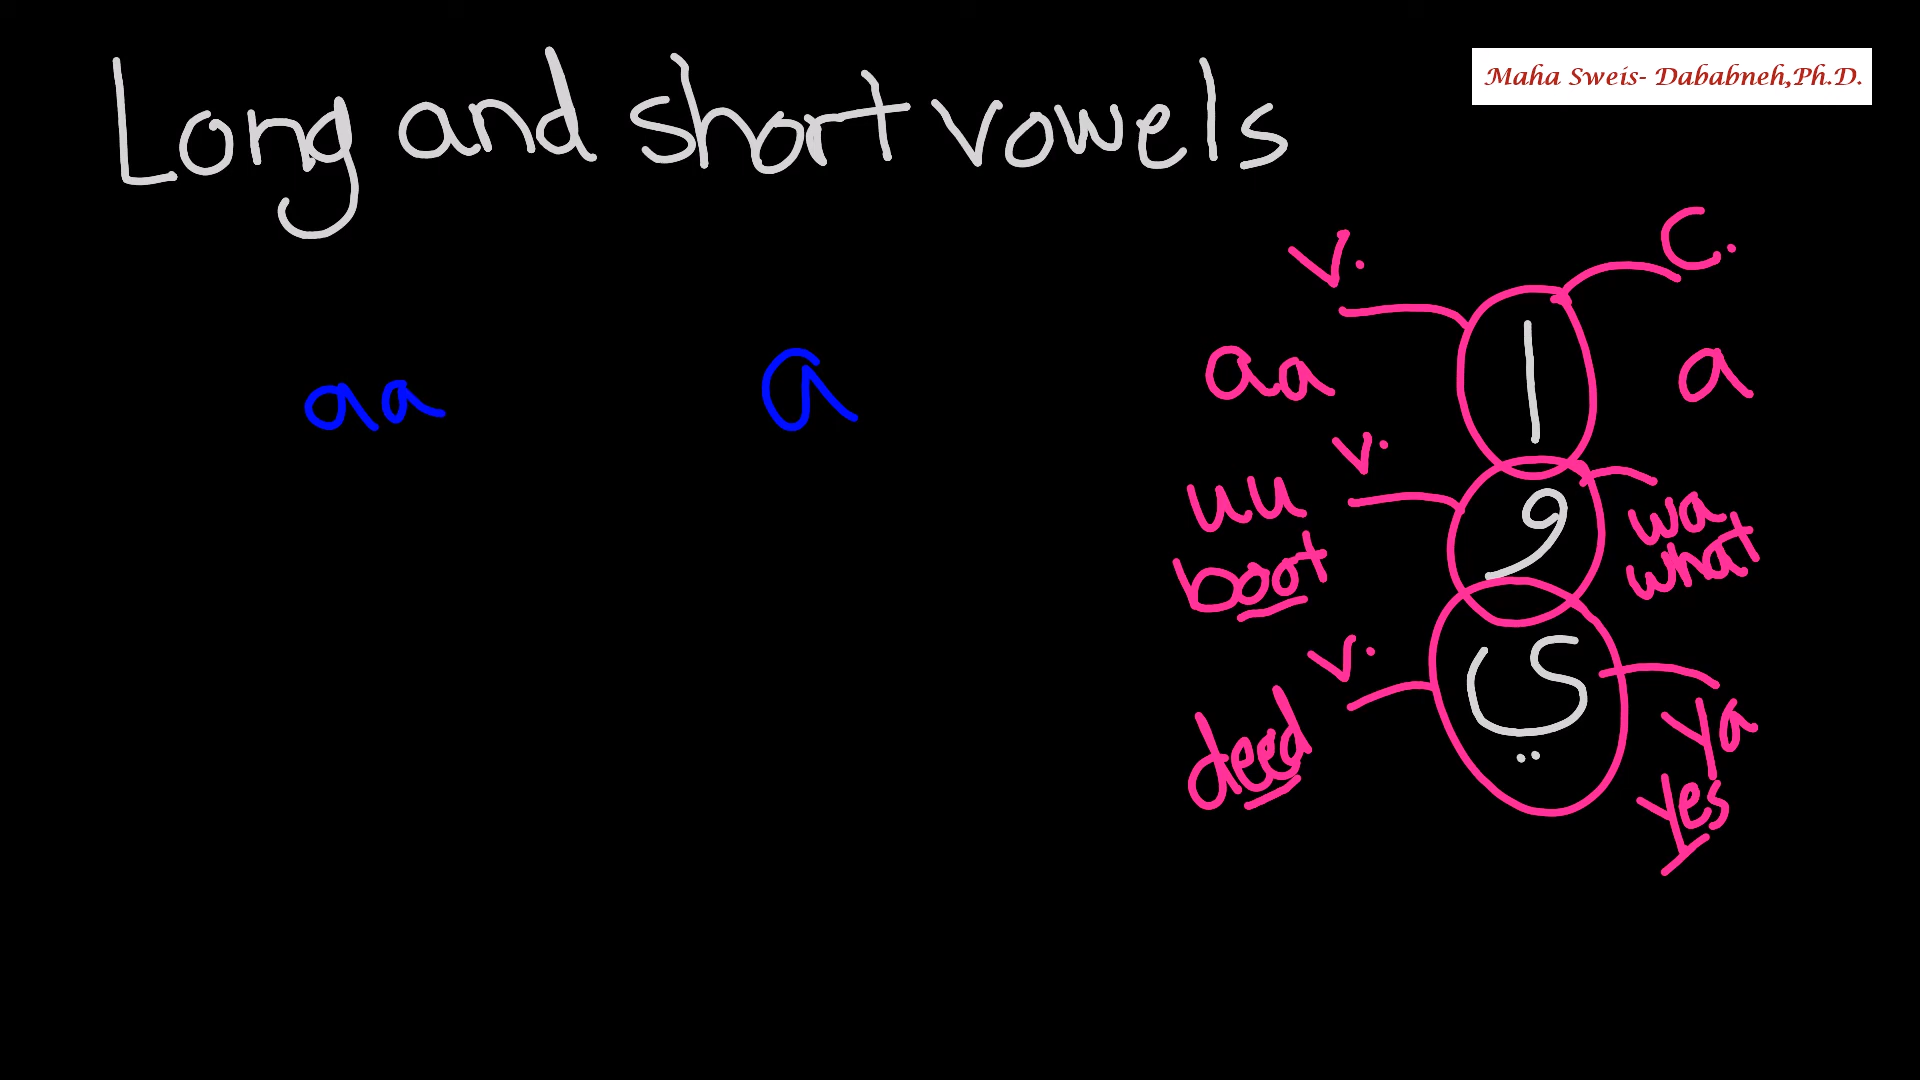 Long and short vowels
Maha Sweis- Dababneh,Ph.D.
aa a
v. c.
aa ا a
v.
uu و wa
boot what
v.
deed ي ya
yes